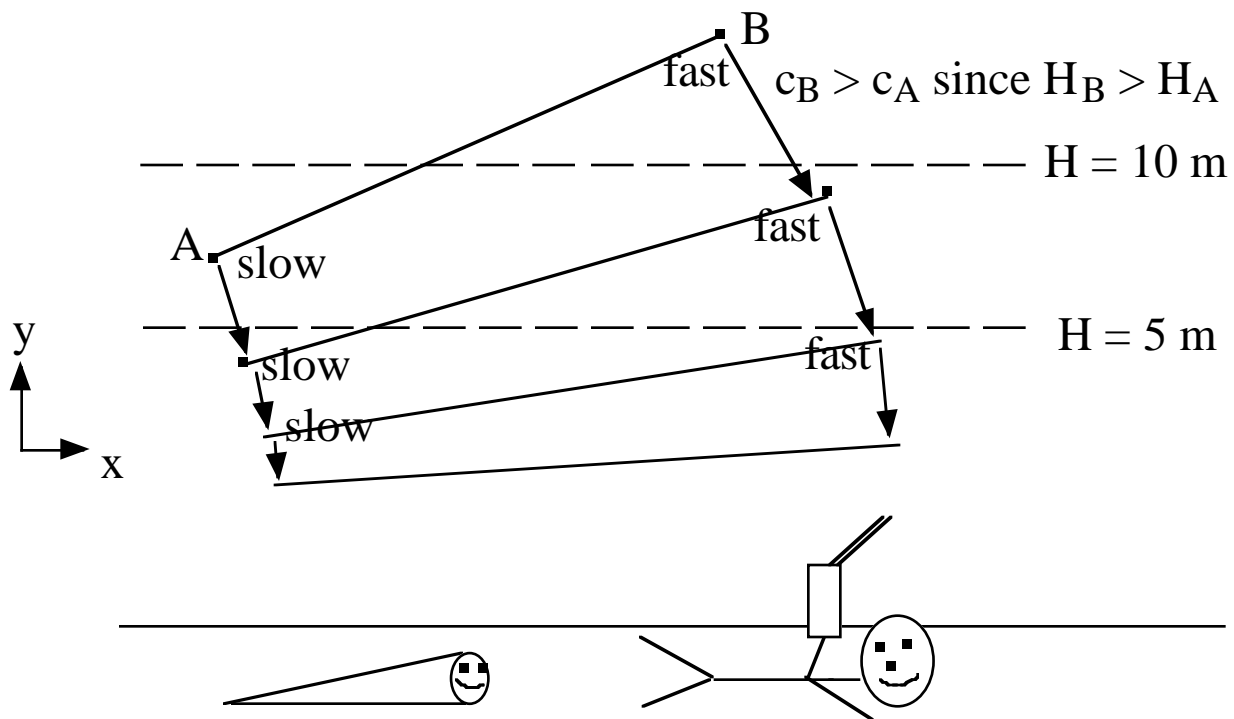 B
fast
c_B > c_A since H_B > H_A
H = 10 m
fast
A
slow
y
H = 5 m
slow
fast
slow
x